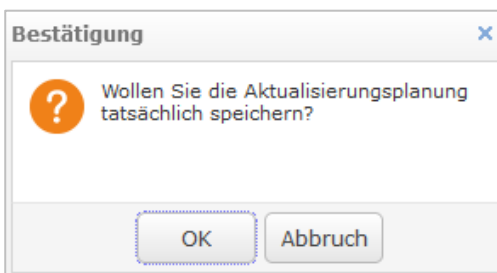 Bestätigung
Wollen Sie die Aktualisierungsplanung
tatsächlich speichern?
OK
Abbruch